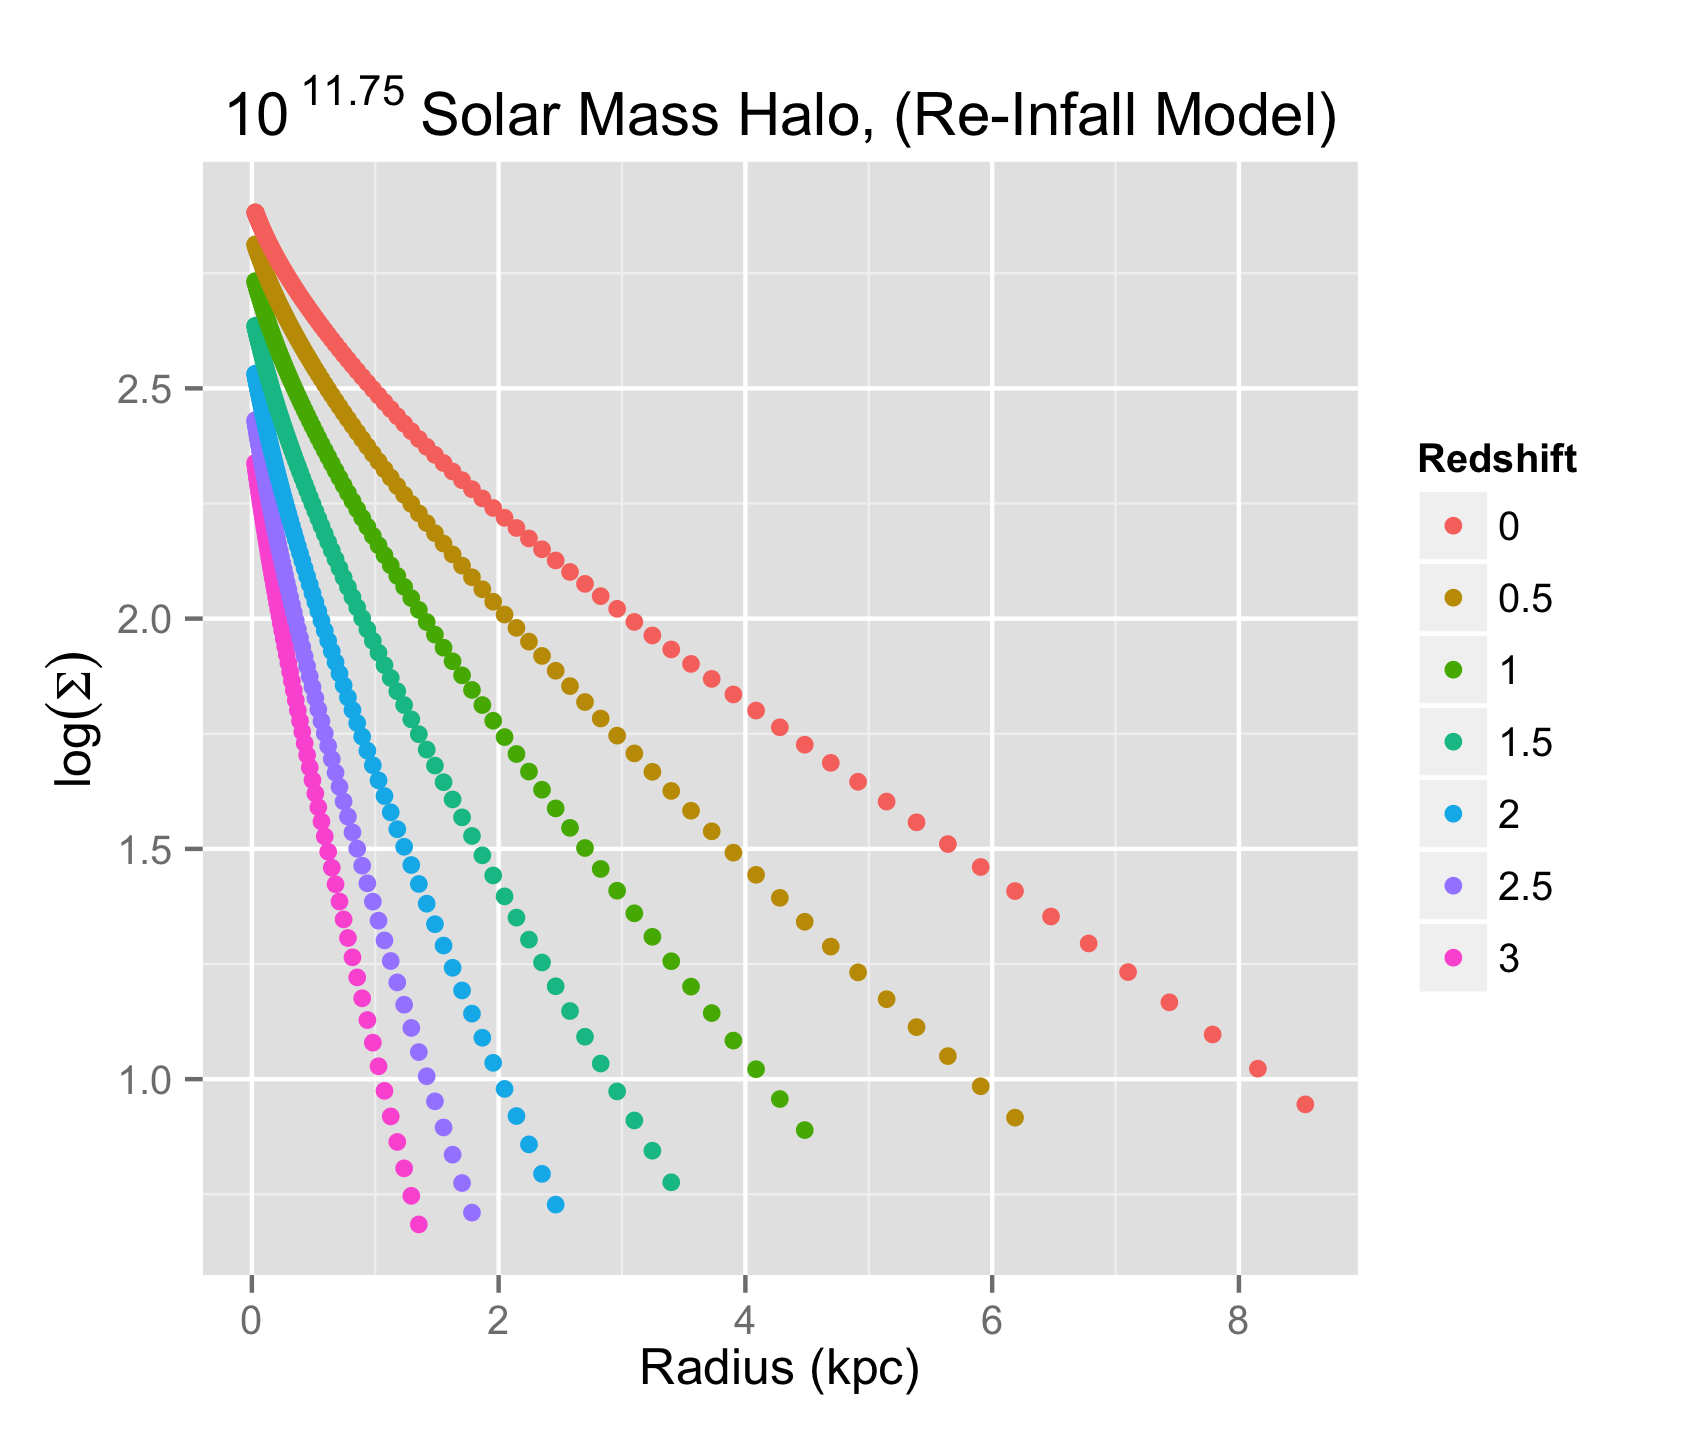 10 11.75 Solar Mass Halo, (Re-Infall Model)
log(Σ)
2.5
2.0
1.5
1.0
0 2 4 6 8
Radius (kpc)
Redshift
0
0.5
1
1.5
2
2.5
3